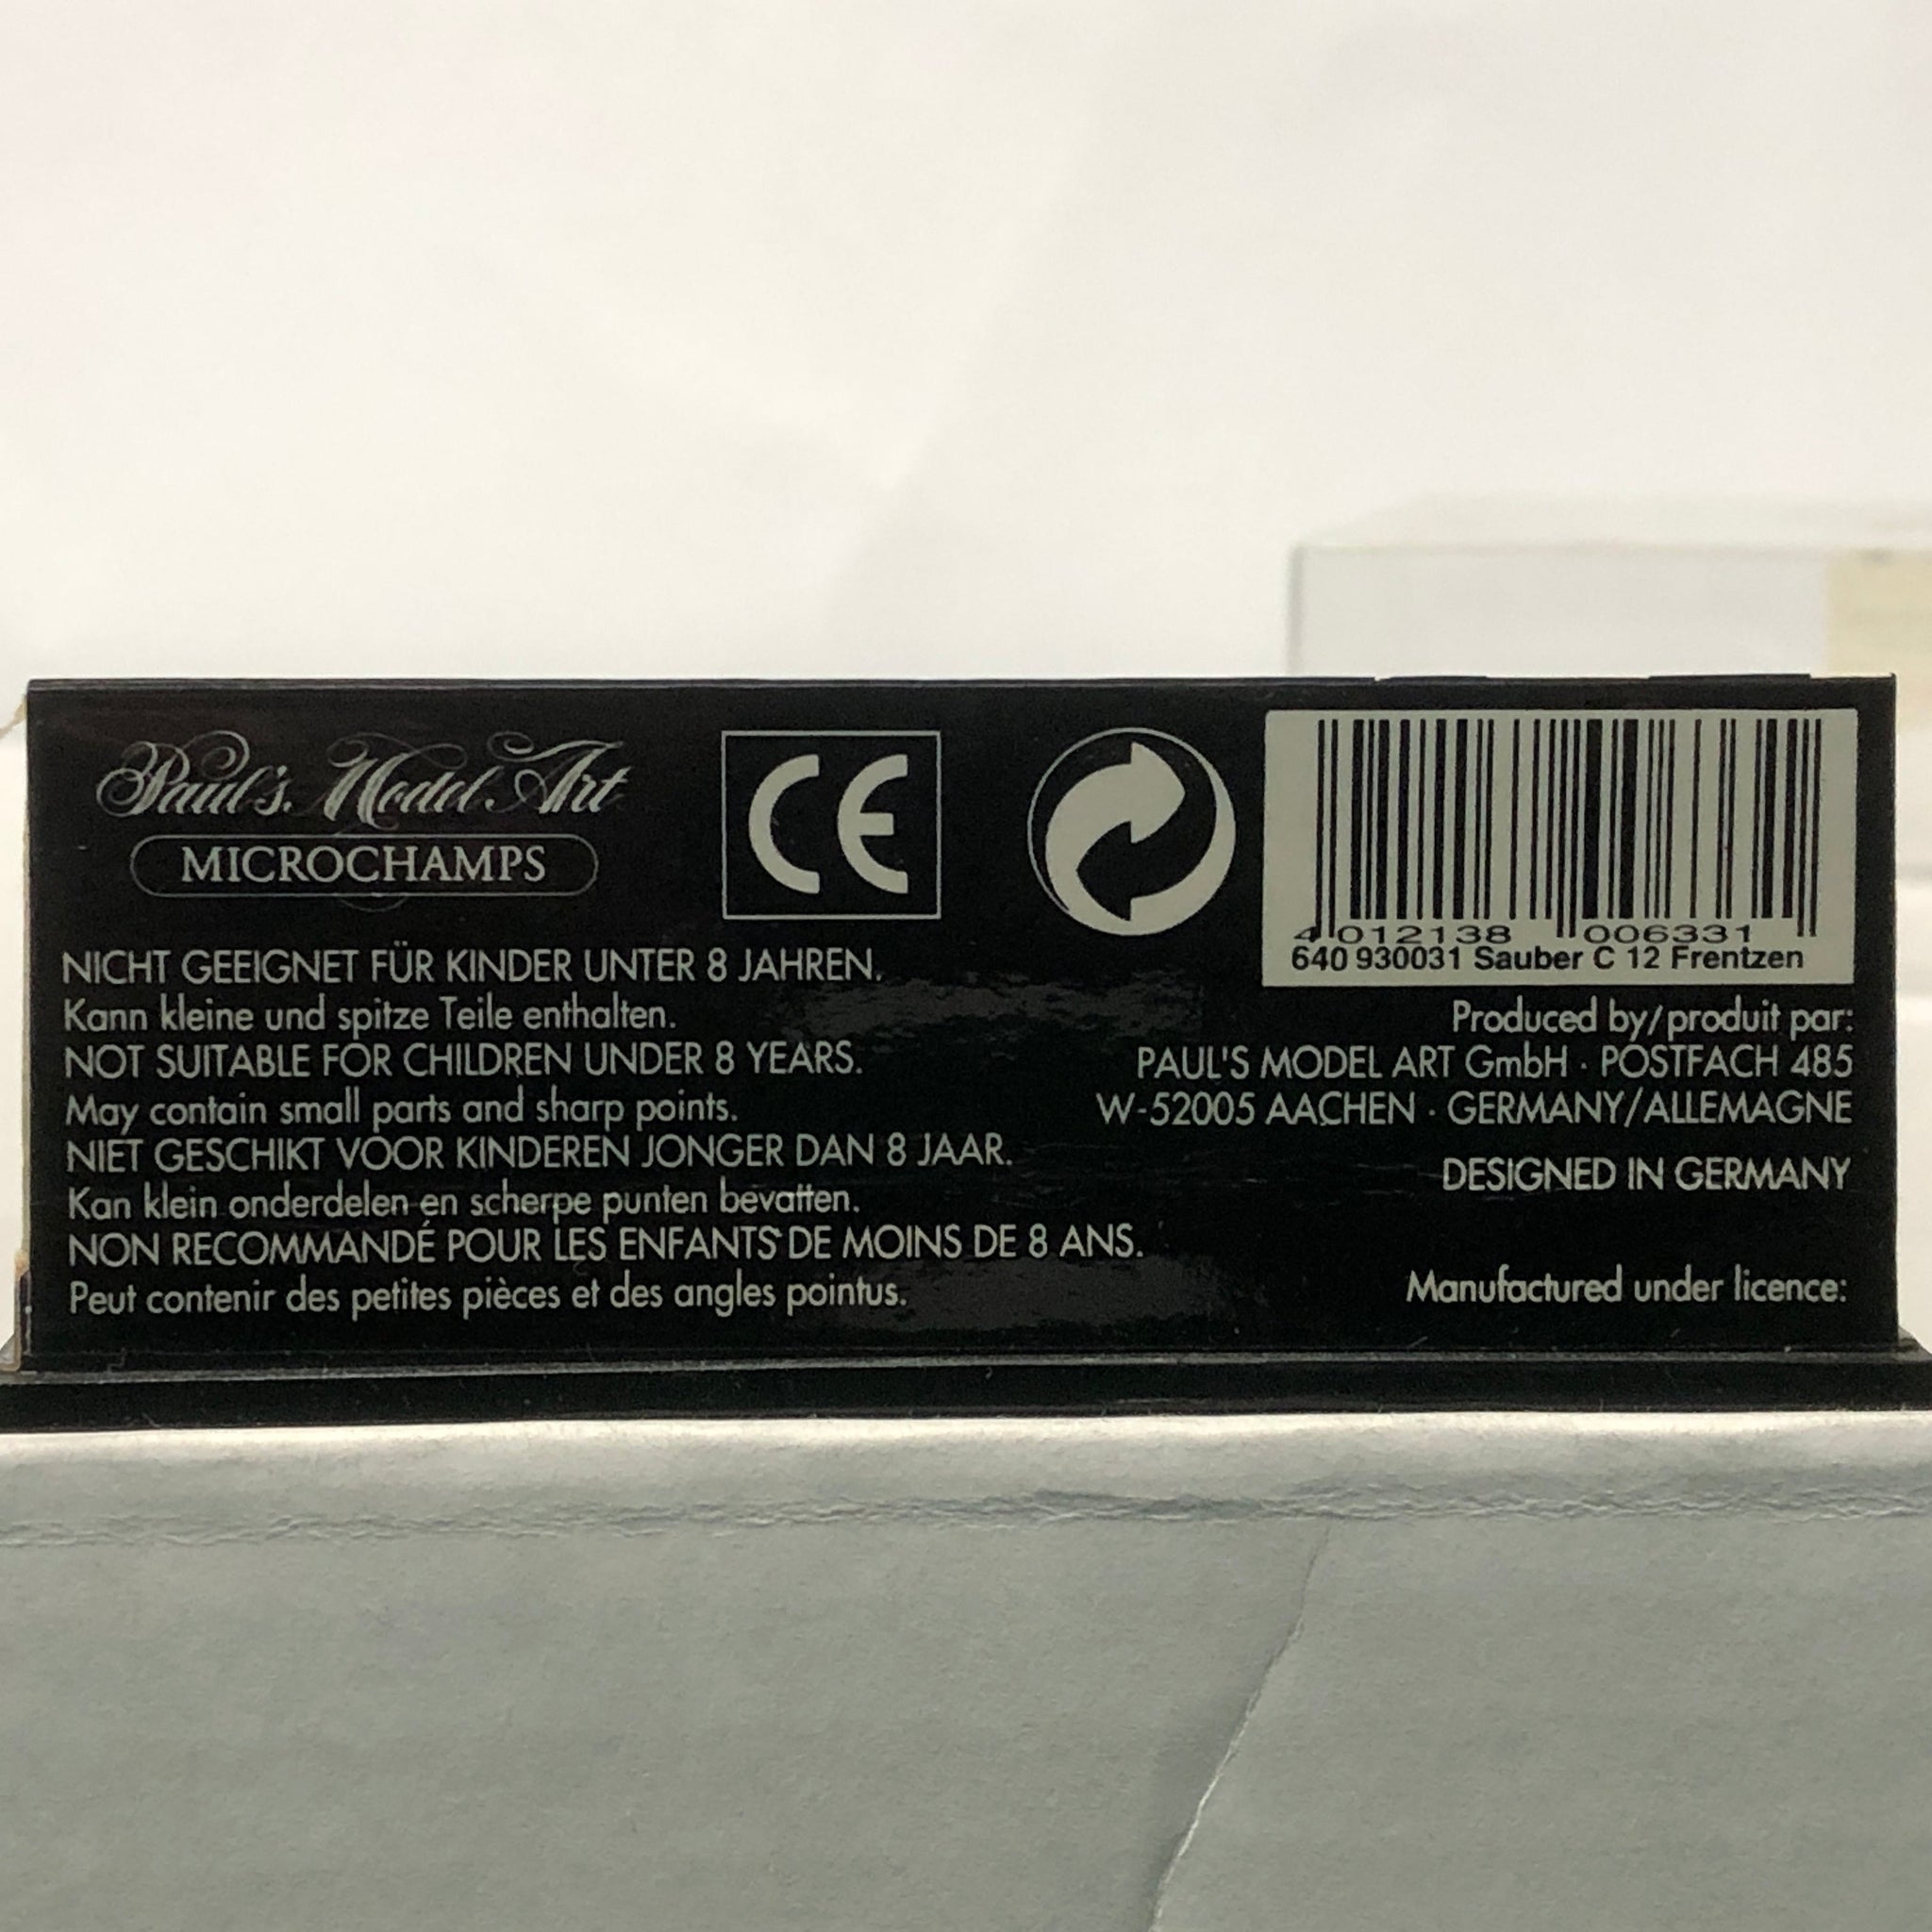 Paul's Model Art
MICROCHAMPS
CE
4 012138 006331
640 930031 Sauber C 12 Frentzen
NICHT GEEIGNET FÜR KINDER UNTER 8 JAHREN.
Kann kleine und spitze Teile enthalten.
NOT SUITABLE FOR CHILDREN UNDER 8 YEARS.
May contain small parts and sharp points.
NIET GESCHIKT VOOR KINDEREN JONGER DAN 8 JAAR.
Kan klein onderdelen en scherpe punten bevatten.
NON RECOMMANDÉ POUR LES ENFANTS DE MOINS DE 8 ANS.
Peut contenir des petites pièces et des angles pointus.
Produced by/produit par:
PAUL'S MODEL ART GmbH · POSTFACH 485
W-52005 AACHEN · GERMANY/ALLEMAGNE
DESIGNED IN GERMANY
Manufactured under licence: